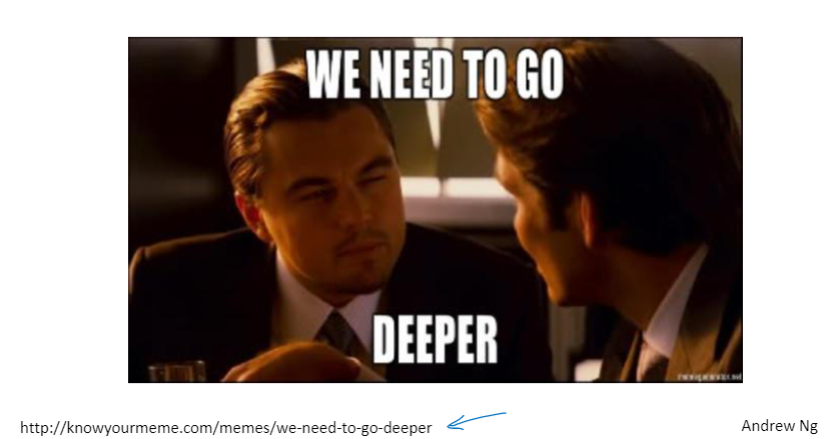 WE NEED TO GO
DEEPER
http://knowyourmeme.com/memes/we-need-to-go-deeper
Andrew Ng